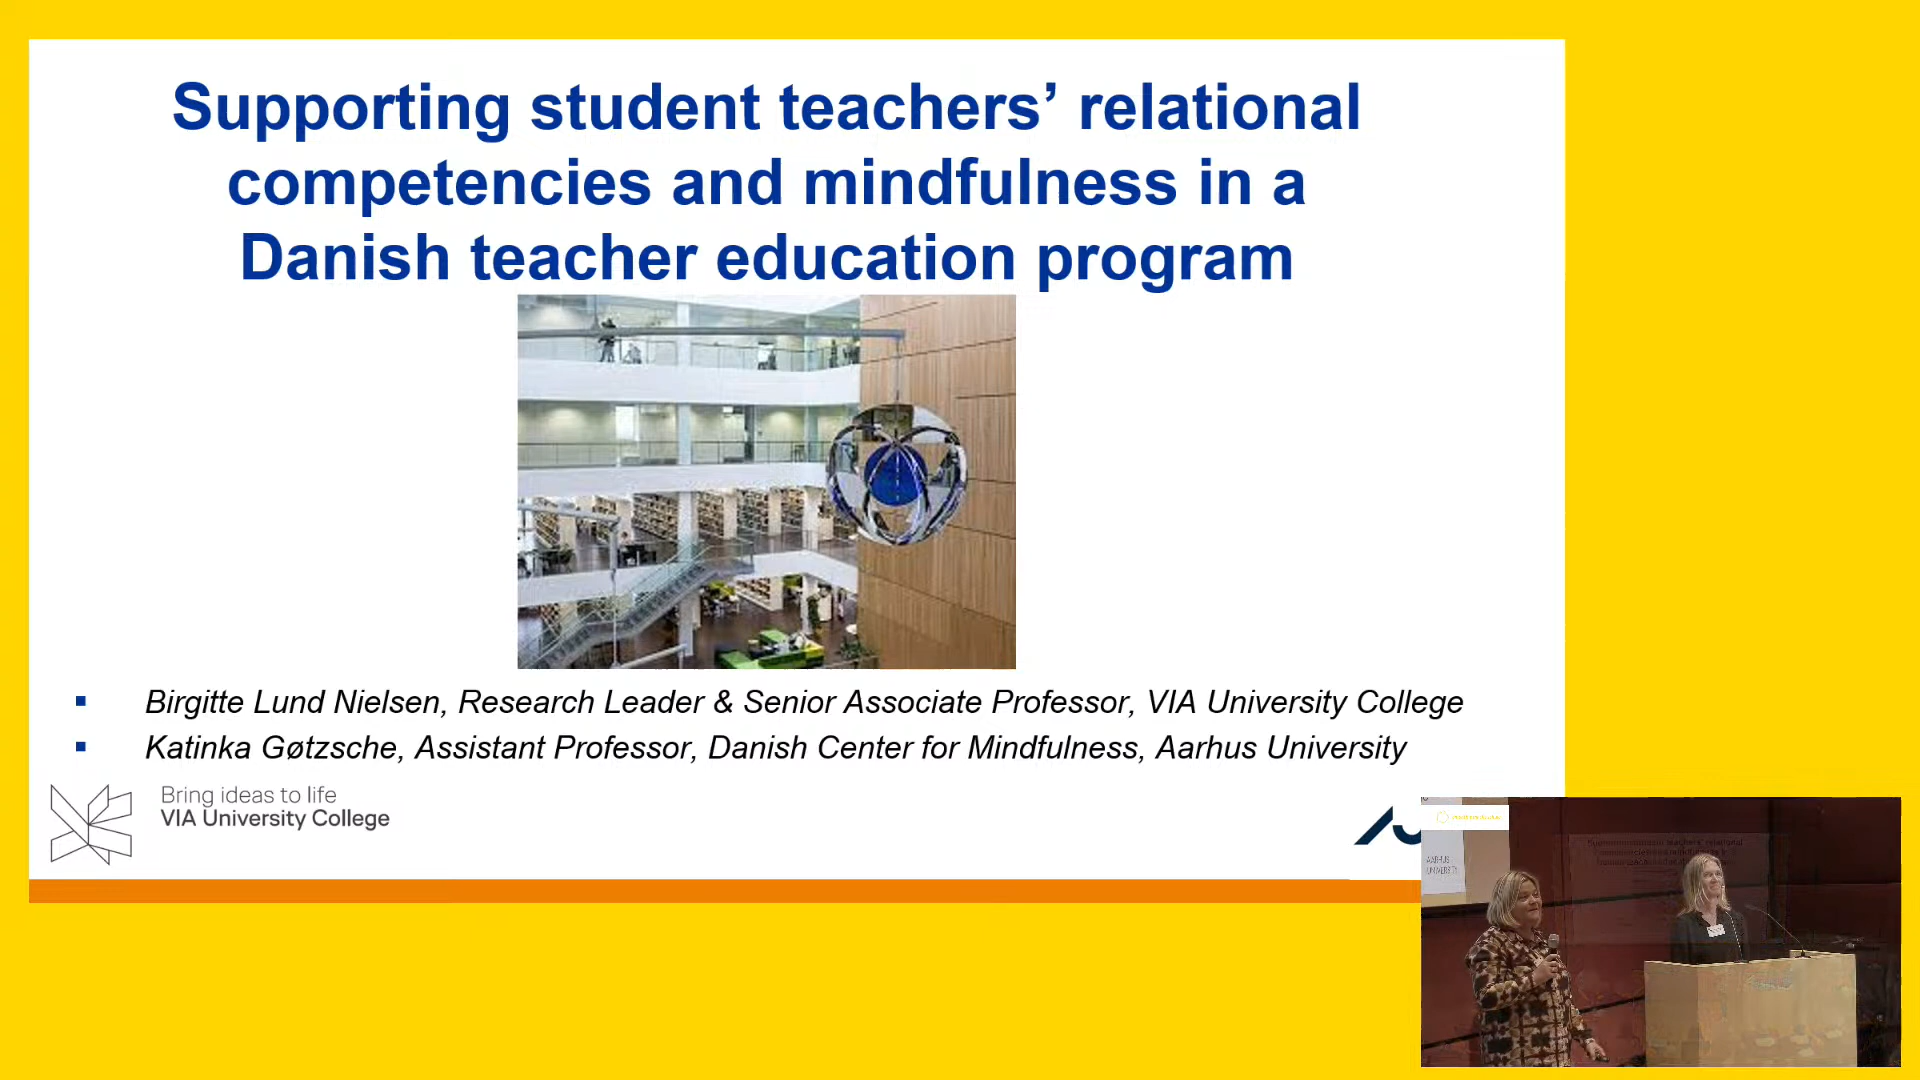 Supporting student teachers’ relational
competencies and mindfulness in a
Danish teacher education program
▪ Birgitte Lund Nielsen, Research Leader & Senior Associate Professor, VIA University College
▪ Katinka Gøtzsche, Assistant Professor, Danish Center for Mindfulness, Aarhus University
Bring ideas to life
VIA University College
AARHUS
UNIVERSITY